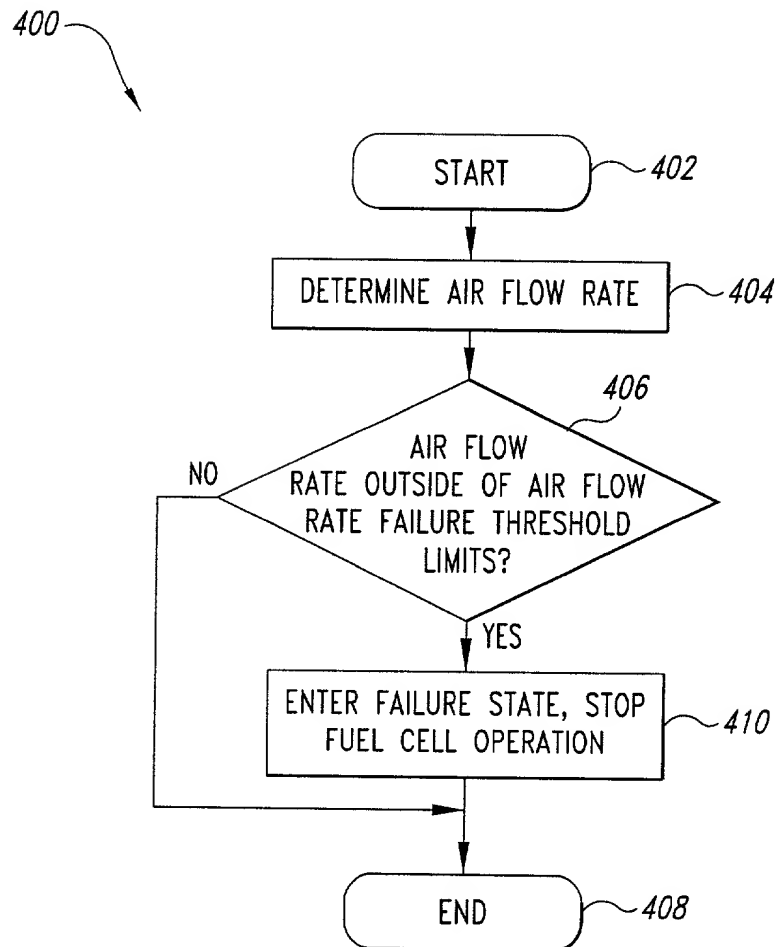 400
START
402
DETERMINE AIR FLOW RATE
404
406
AIR FLOW
RATE OUTSIDE OF AIR FLOW
RATE FAILURE THRESHOLD
LIMITS?
NO
YES
ENTER FAILURE STATE, STOP
FUEL CELL OPERATION
410
END
408